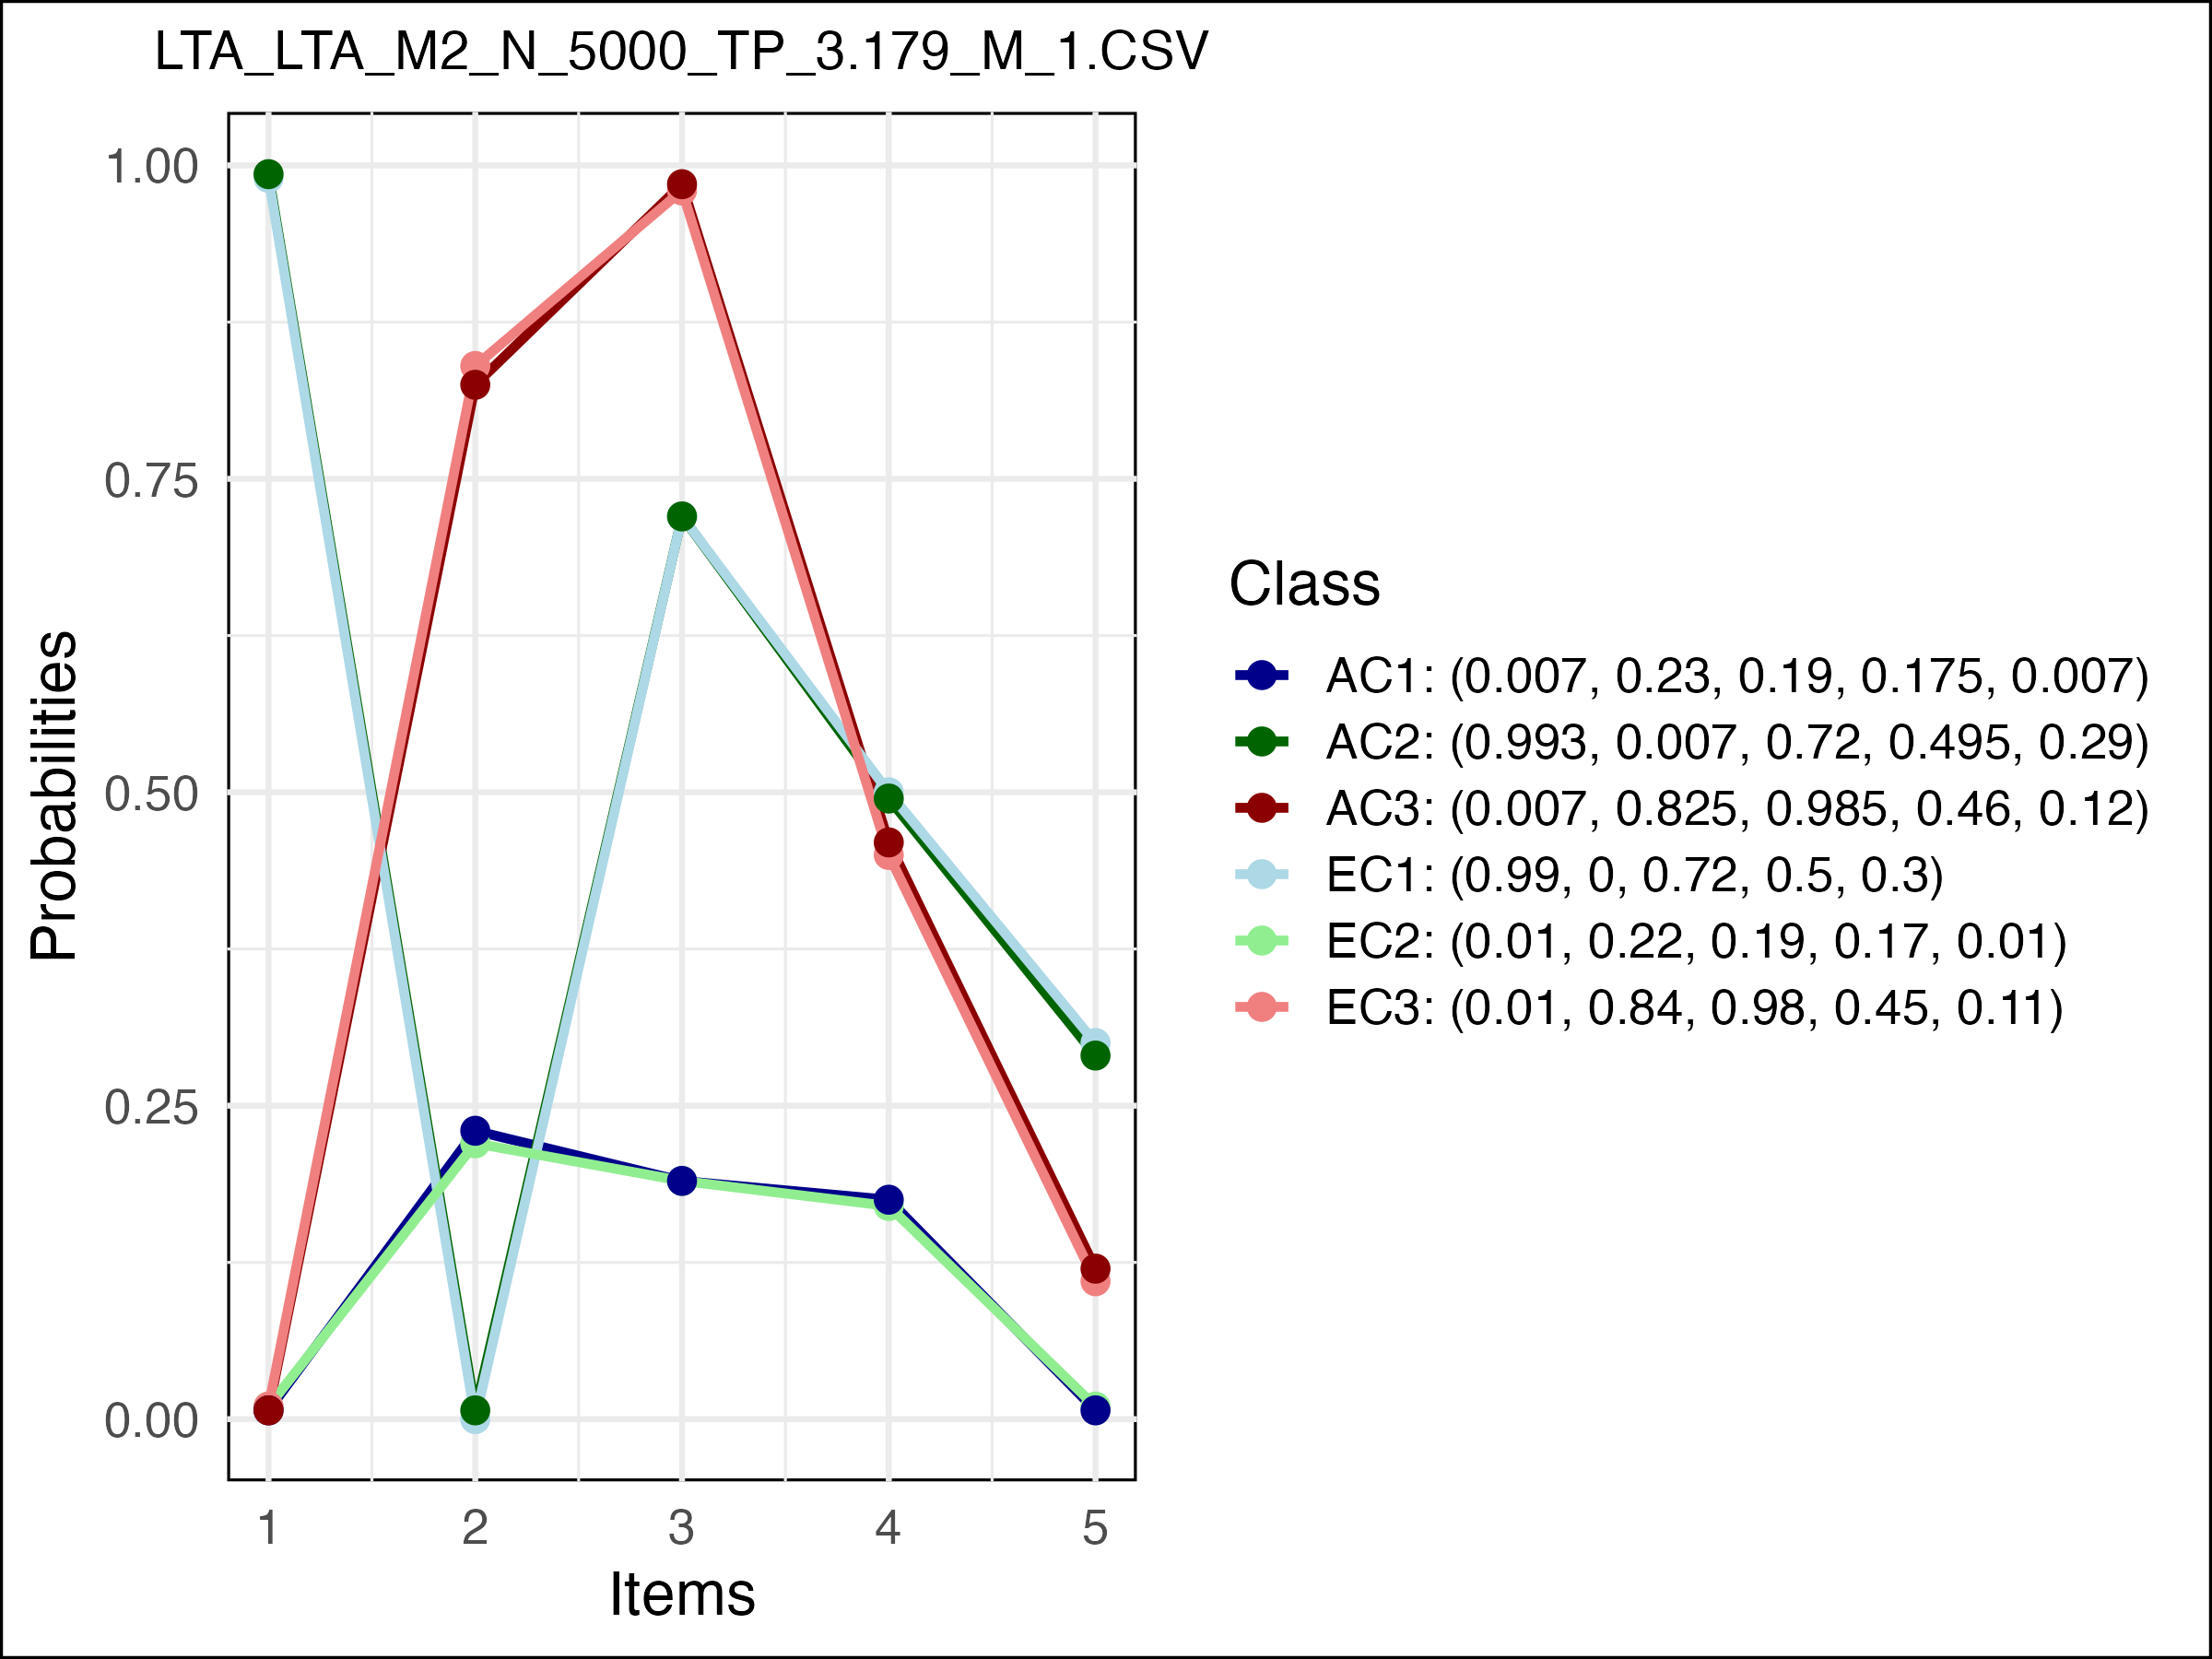 LTA_LTA_M2_N_5000_TP_3.179_M_1.CSV
1.00
0.75
0.50
0.25
0.00
Probabilities
1 2 3 4 5
Items
Class
AC1: (0.007, 0.23, 0.19, 0.175, 0.007)
AC2: (0.993, 0.007, 0.72, 0.495, 0.29)
AC3: (0.007, 0.825, 0.985, 0.46, 0.12)
EC1: (0.99, 0, 0.72, 0.5, 0.3)
EC2: (0.01, 0.22, 0.19, 0.17, 0.01)
EC3: (0.01, 0.84, 0.98, 0.45, 0.11)